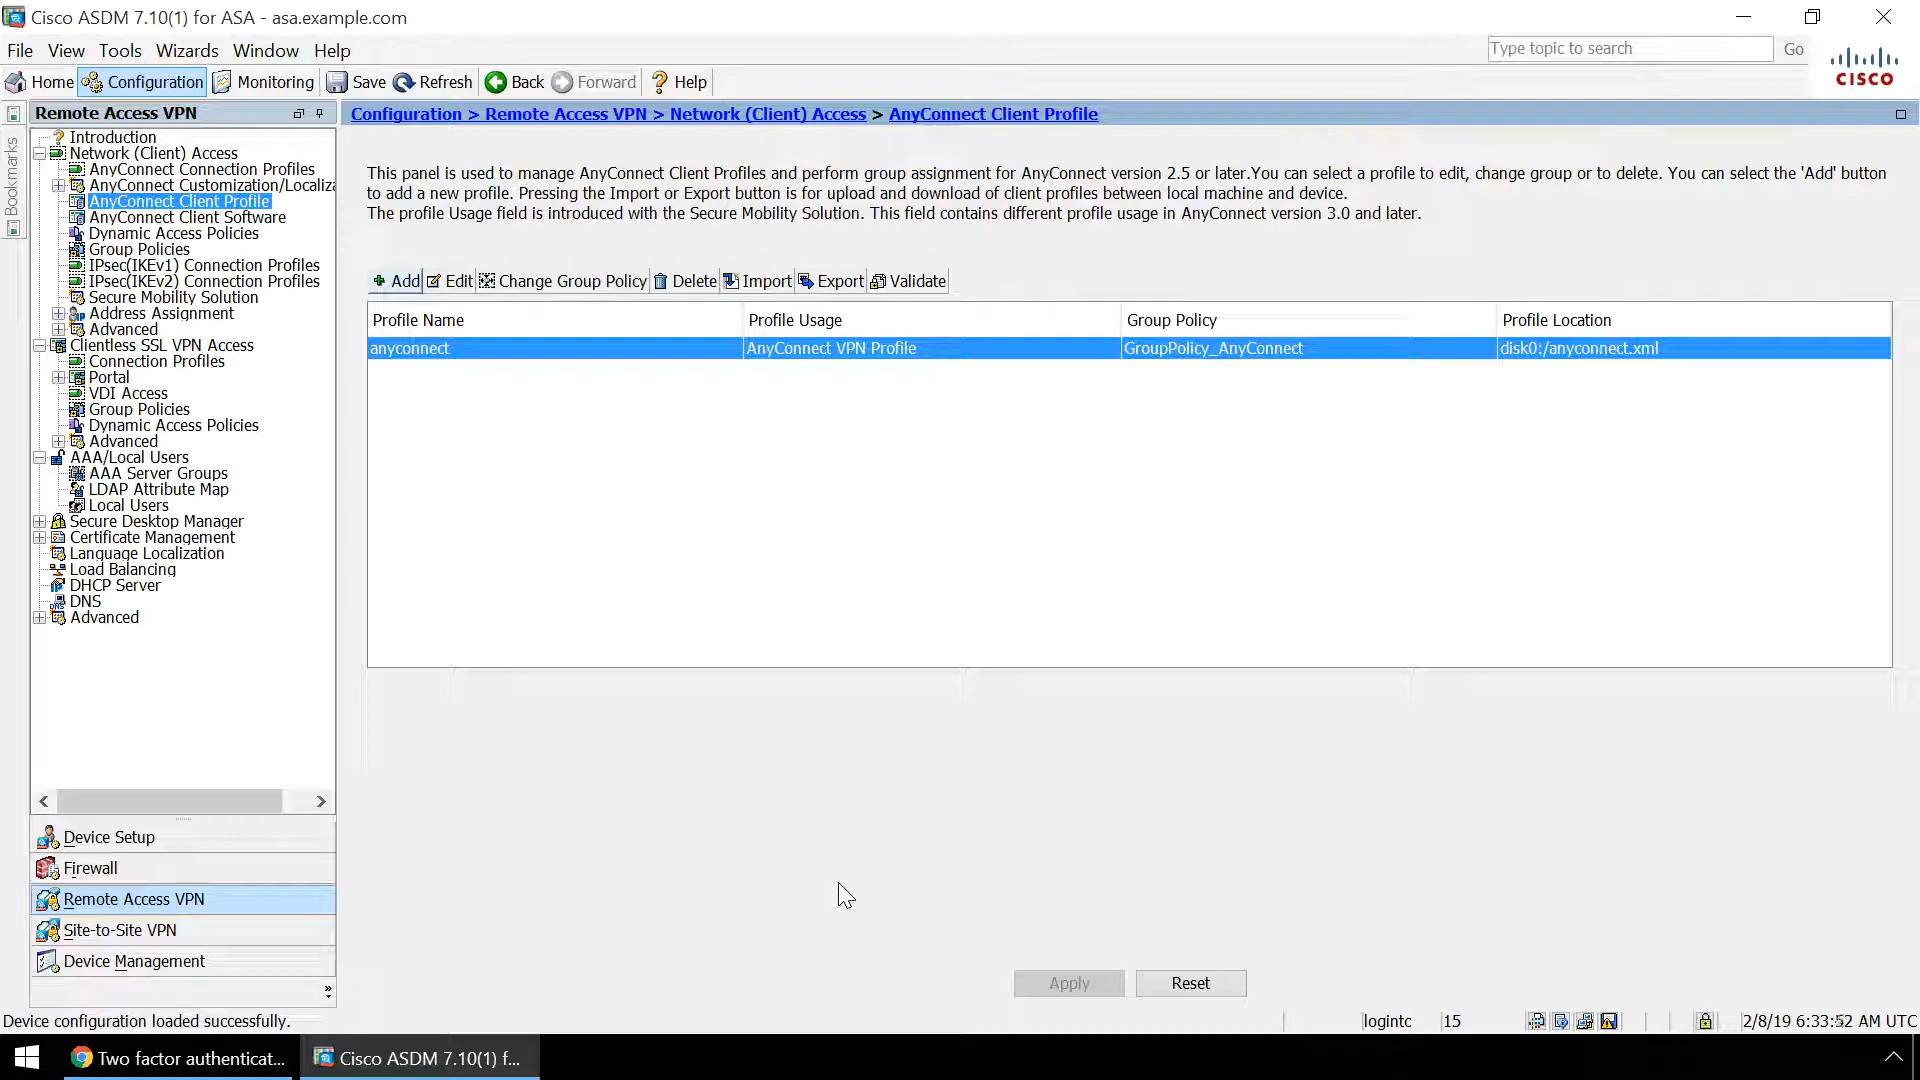 Cisco ASDM 7.10(1) for ASA - asa.example.com
File View Tools Wizards Window Help
Type topic to search Go
Home Configuration Monitoring Save Refresh Back Forward Help
CISCO
Bookmarks
Remote Access VPN
Introduction
Network (Client) Access
AnyConnect Connection Profiles
AnyConnect Customization/Localiza
AnyConnect Client Profile
AnyConnect Client Software
Dynamic Access Policies
Group Policies
IPsec(IKEv1) Connection Profiles
IPsec(IKEv2) Connection Profiles
Secure Mobility Solution
Address Assignment
Advanced
Clientless SSL VPN Access
Connection Profiles
Portal
VDI Access
Group Policies
Dynamic Access Policies
Advanced
AAA/Local Users
AAA Server Groups
LDAP Attribute Map
Local Users
Secure Desktop Manager
Certificate Management
Language Localization
Load Balancing
DHCP Server
DNS
Advanced
Device Setup
Firewall
Remote Access VPN
Site-to-Site VPN
Device Management
Configuration > Remote Access VPN > Network (Client) Access > AnyConnect Client Profile
This panel is used to manage AnyConnect Client Profiles and perform group assignment for AnyConnect version 2.5 or later.You can select a profile to edit, change group or to delete. You can select the 'Add' button
to add a new profile. Pressing the Import or Export button is for upload and download of client profiles between local machine and device.
The profile Usage field is introduced with the Secure Mobility Solution. This field contains different profile usage in AnyConnect version 3.0 and later.
Add Edit Change Group Policy Delete Import Export Validate
Profile Name Profile Usage Group Policy Profile Location
anyconnect AnyConnect VPN Profile GroupPolicy_AnyConnect disk0:/anyconnect.xml
Apply Reset
Device configuration loaded successfully. logintc 15 2/8/19 6:33:52 AM UTC
Two factor authenticat... Cisco ASDM 7.10(1) f...